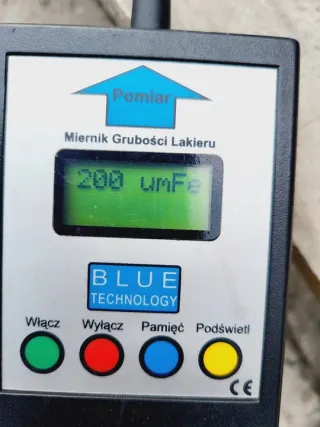 Pomiar
Miernik Grubości Lakieru
200 umFe
BLUE
TECHNOLOGY
Włącz Wyłącz Pamięć Podświetl
CE